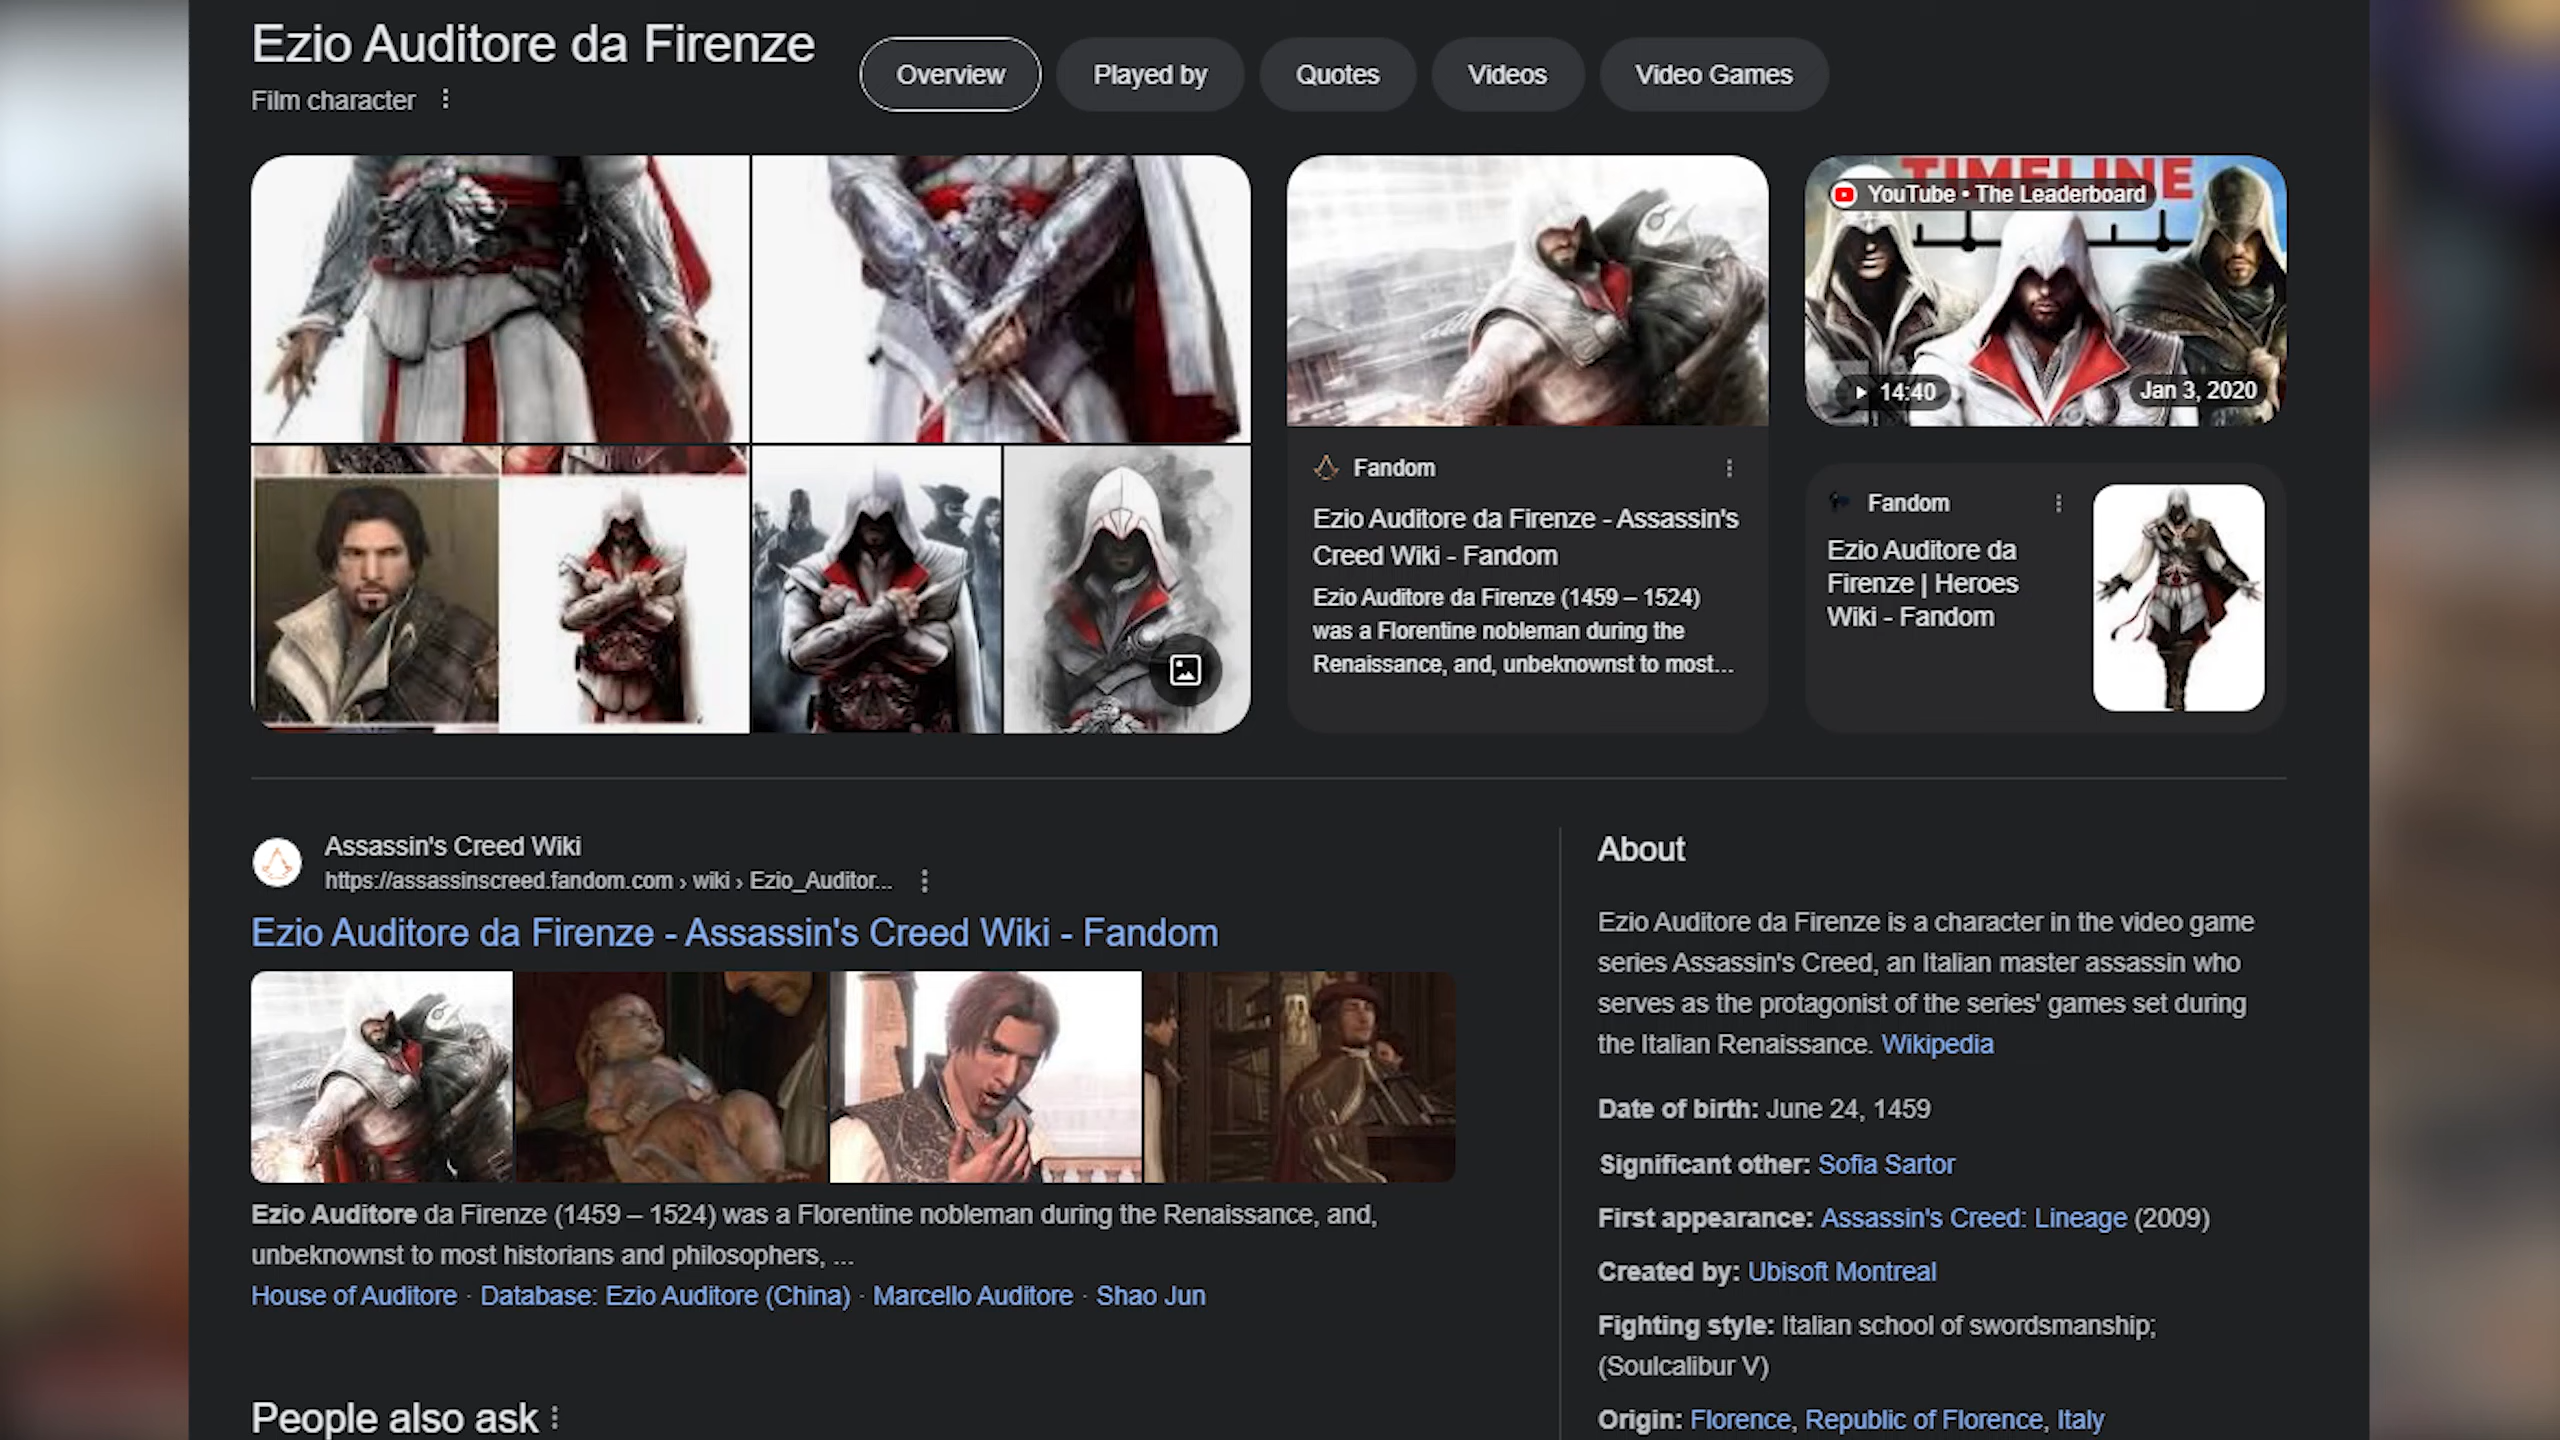 Ezio Auditore da Firenze
Film character
Overview
Played by
Quotes
Videos
Video Games
TIMELINE
YouTube • The Leaderboard
14:40
Jan 3, 2020
Fandom
Ezio Auditore da Firenze - Assassin's
Creed Wiki - Fandom
Ezio Auditore da Firenze (1459 – 1524)
was a Florentine nobleman during the
Renaissance, and, unbeknownst to most...
Fandom
Ezio Auditore da
Firenze | Heroes
Wiki - Fandom
Assassin's Creed Wiki
https://assassinscreed.fandom.com › wiki › Ezio_Auditor...
Ezio Auditore da Firenze - Assassin's Creed Wiki - Fandom
Ezio Auditore da Firenze (1459 – 1524) was a Florentine nobleman during the Renaissance, and,
unbeknownst to most historians and philosophers, ...
House of Auditore · Database: Ezio Auditore (China) · Marcello Auditore · Shao Jun
People also ask
About
Ezio Auditore da Firenze is a character in the video game
series Assassin's Creed, an Italian master assassin who
serves as the protagonist of the series' games set during
the Italian Renaissance. Wikipedia
Date of birth: June 24, 1459
Significant other: Sofia Sartor
First appearance: Assassin's Creed: Lineage (2009)
Created by: Ubisoft Montreal
Fighting style: Italian school of swordsmanship;
(Soulcalibur V)
Origin: Florence, Republic of Florence, Italy